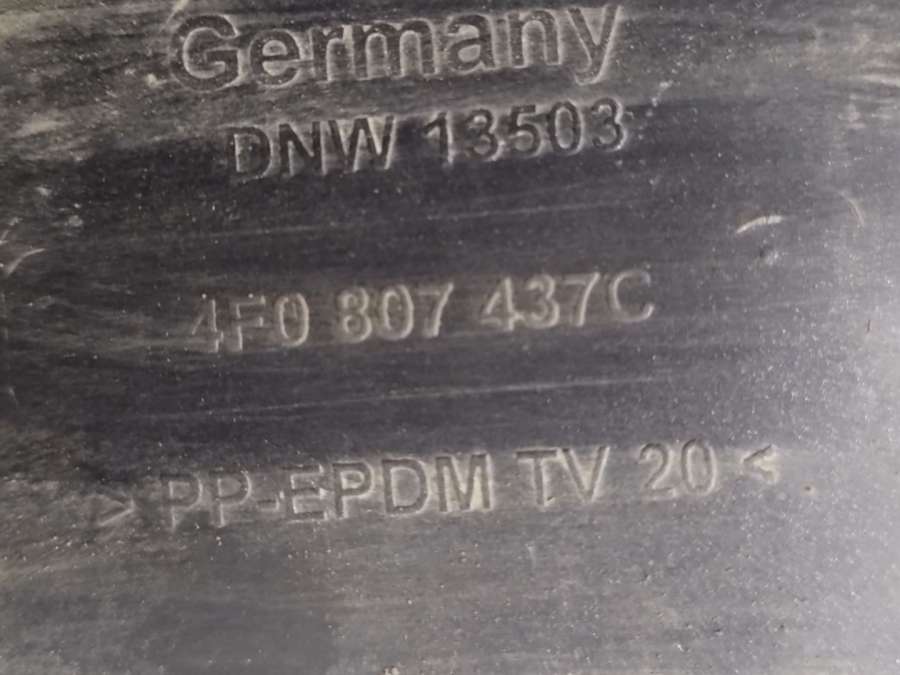 Germany
DNW 13503
4F0 807 437C
> PP-EPDM TV 20 <